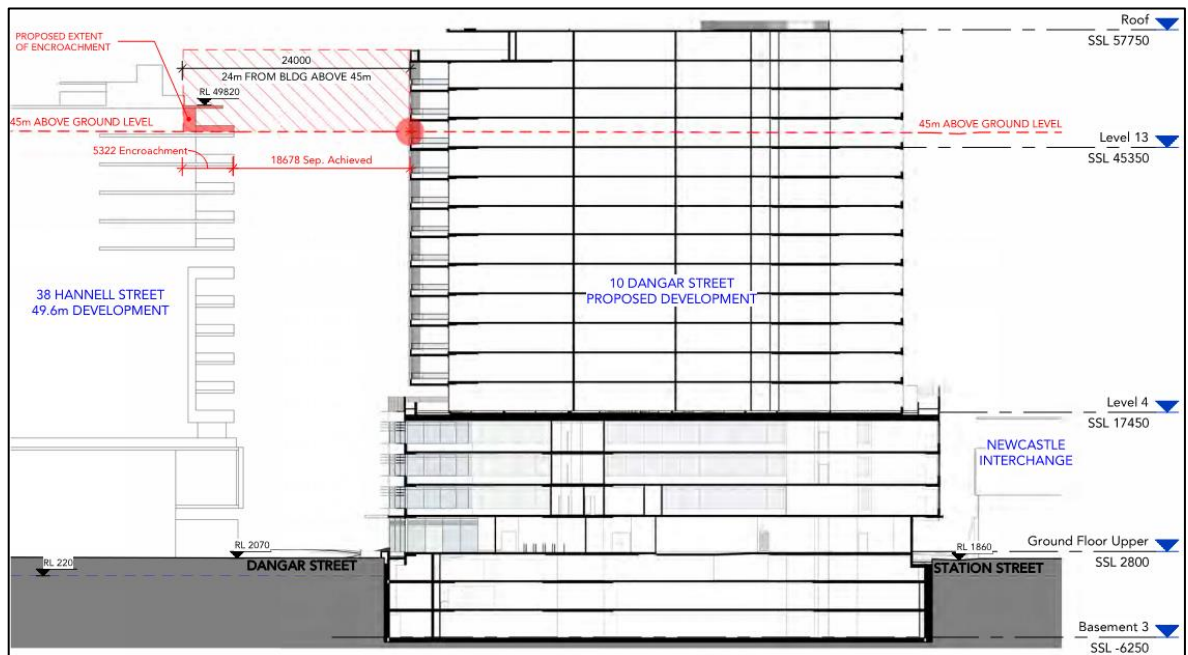 Roof
SSL 57750
PROPOSED EXTENT
OF ENCROACHMENT
24000
24m FROM BLDG ABOVE 45m
RL 49820
45m ABOVE GROUND LEVEL
45m ABOVE GROUND LEVEL
Level 13
SSL 45350
5322 Encroachment
18678 Sep. Achieved
38 HANNELL STREET
49.6m DEVELOPMENT
10 DANGAR STREET
PROPOSED DEVELOPMENT
Level 4
SSL 17450
NEWCASTLE
INTERCHANGE
RL 2070
RL 1860
Ground Floor Upper
SSL 2800
RL 220
DANGAR STREET
STATION STREET
Basement 3
SSL -6250